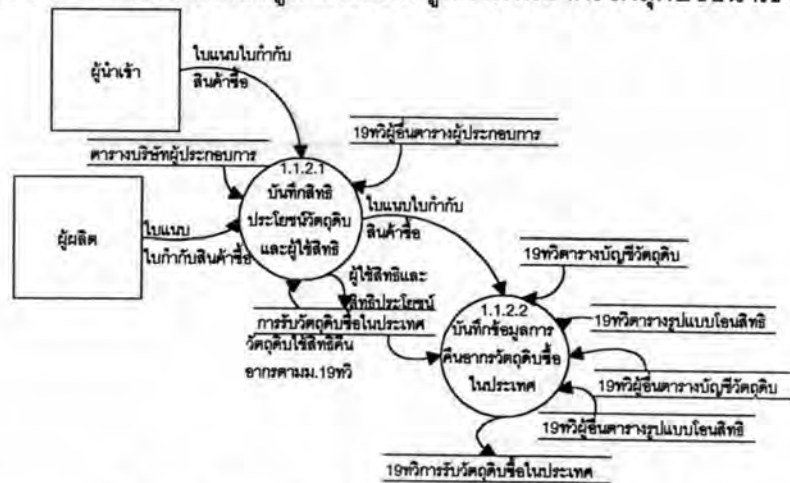 ใบแนบใบกำกับ
สินค้าซื้อ
ผู้นำเข้า
19ทวิผู้อื่นตารางผู้ประกอบการ
ตารางบริษัทผู้ประกอบการ
1.1.2.1
บันทึกสิทธิ
ประโยชน์วัตถุดิบ
และผู้ใช้สิทธิ
ใบแนบใบกำกับ
สินค้าซื้อ
ผู้ผลิต
ใบแนบ
ใบกำกับสินค้าซื้อ
19ทวิตารางบัญชีวัตถุดิบ
ผู้ใช้สิทธิและ
สิทธิประโยชน์
การรับวัตถุดิบซื้อในประเทศ
วัตถุดิบใช้สิทธิคืน
อากรตามม.19ทวิ
1.1.2.2
บันทึกข้อมูลการ
คืนอากรวัตถุดิบซื้อ
ในประเทศ
19ทวิตารางรูปแบบโอนสิทธิ
19ทวิผู้อื่นตารางบัญชีวัตถุดิบ
19ทวิผู้อื่นตารางรูปแบบโอนสิทธิ
19ทวิการรับวัตถุดิบซื้อในประเทศ